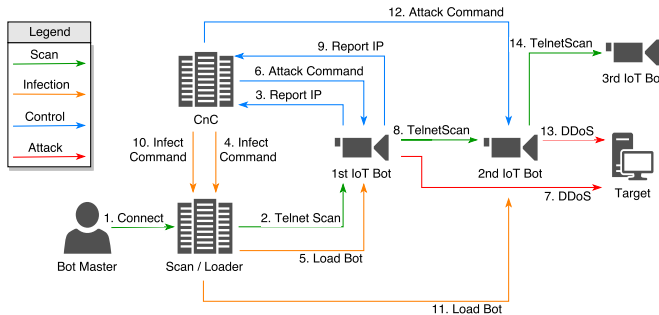 12. Attack Command
Legend
Scan
Infection
Control
Attack
9. Report IP
14. TelnetScan
6. Attack Command
3rd IoT Bo
3. Report IP
CnC
8. TelnetScan
13. DDoS
10. Infect
Command
4. Infect
Command
1st IoT Bot
2nd IoT Bot
Target
7. DDoS
1. Connect
2. Telnet Scan
Bot Master
Scan / Loader
5. Load Bot
11. Load Bot